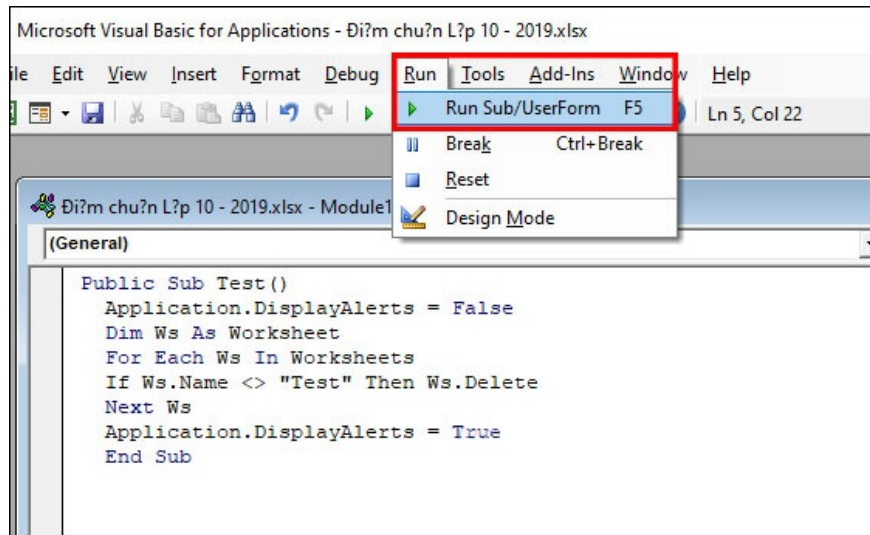 Microsoft Visual Basic for Applications - Đi?m chu?n L?p 10 - 2019.xlsx
ile Edit View Insert Format Debug Run Tools Add-Ins Window Help
Run Sub/UserForm F5
Ln 5, Col 22
Break Ctrl+Break
Reset
Design Mode
Đi?m chu?n L?p 10 - 2019.xlsx - Module1
(General)
Public Sub Test()
Application.DisplayAlerts = False
Dim Ws As Worksheet
For Each Ws In Worksheets
If Ws.Name <> "Test" Then Ws.Delete
Next Ws
Application.DisplayAlerts = True
End Sub